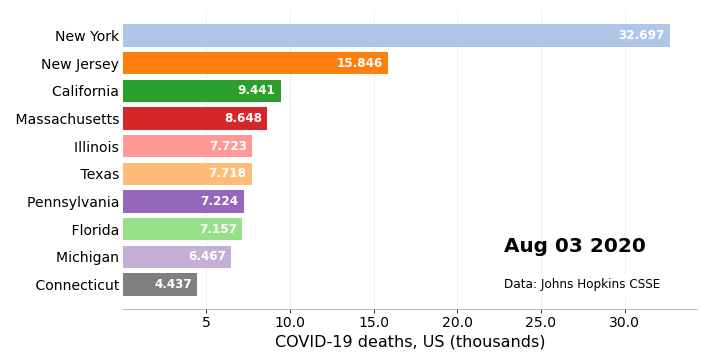 New York 32.697
New Jersey 15.846
California 9.441
Massachusetts 8.648
Illinois 7.723
Texas 7.718
Pennsylvania 7.224
Florida 7.157
Michigan 6.467
Connecticut 4.437
Aug 03 2020
Data: Johns Hopkins CSSE
5 10.0 15.0 20.0 25.0 30.0
COVID-19 deaths, US (thousands)